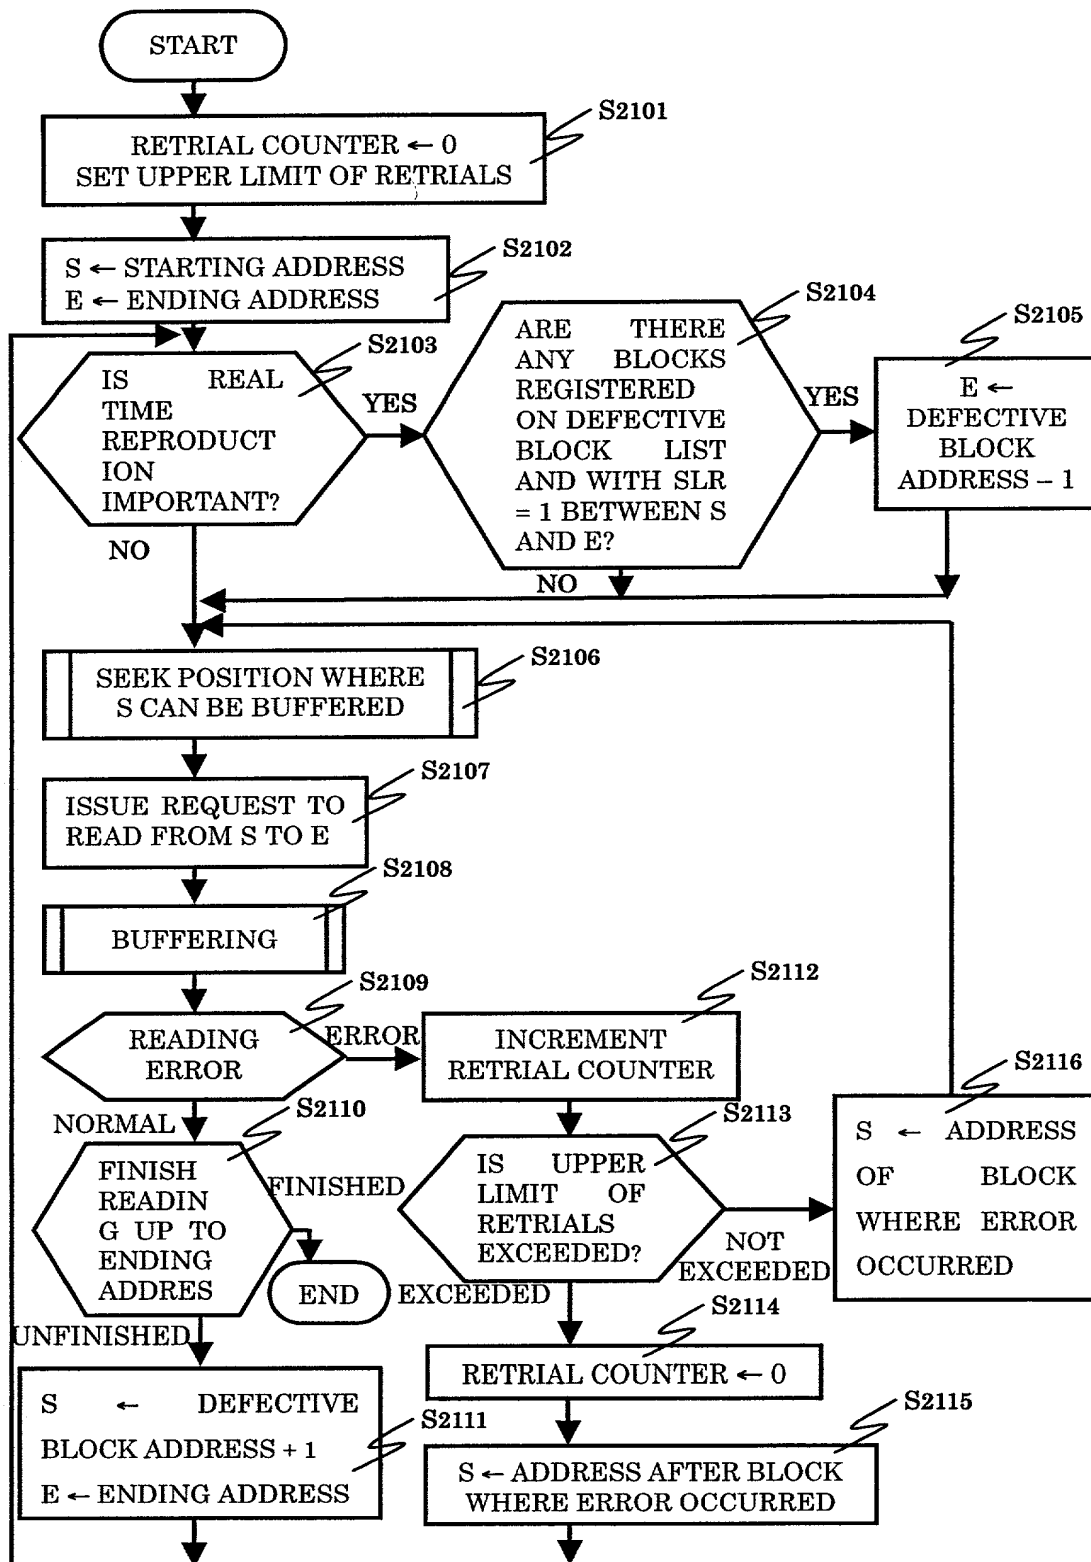 START
S2101
RETRIAL COUNTER ← 0
SET UPPER LIMIT OF RETRIALS
S2102
S ← STARTING ADDRESS
E ← ENDING ADDRESS
S2103
IS REAL
TIME
REPRODUCT
ION
IMPORTANT?
YES
NO
S2104
ARE THERE
ANY BLOCKS
REGISTERED
ON DEFECTIVE
BLOCK LIST
AND WITH SLR
= 1 BETWEEN S
AND E?
YES
NO
S2105
E ←
DEFECTIVE
BLOCK
ADDRESS – 1
S2106
SEEK POSITION WHERE
S CAN BE BUFFERED
S2107
ISSUE REQUEST TO
READ FROM S TO E
S2108
BUFFERING
S2109
READING
ERROR
ERROR
NORMAL
S2112
INCREMENT
RETRIAL COUNTER
S2110
FINISH
READIN
G UP TO
ENDING
ADDRES
FINISHED
END
UNFINISHED
S2113
IS UPPER
LIMIT OF
RETRIALS
EXCEEDED?
NOT
EXCEEDED
EXCEEDED
S2116
S ← ADDRESS
OF BLOCK
WHERE ERROR
OCCURRED
S2114
RETRIAL COUNTER ← 0
S2111
S ← DEFECTIVE
BLOCK ADDRESS + 1
E ← ENDING ADDRESS
S2115
S ← ADDRESS AFTER BLOCK
WHERE ERROR OCCURRED